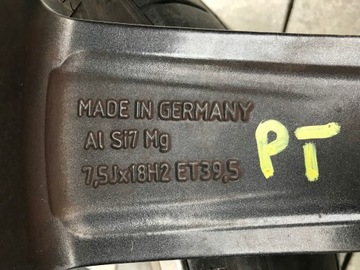 MADE IN GERMANY
Al Si7 Mg
7,5Jx18H2 ET39,5
PT